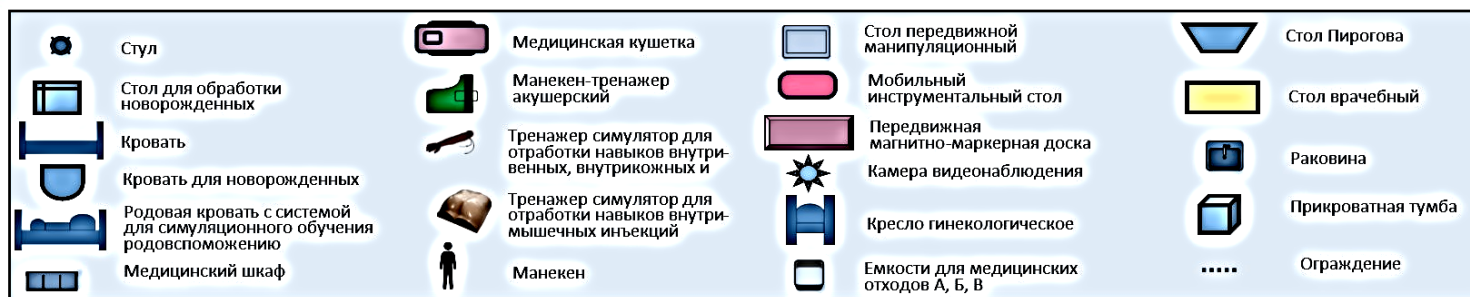 Стул
Стол для обработки
новорожденных
Кровать
Кровать для новорожденных
Родовая кровать с системой
для симуляционного обучения
родовспоможению
Медицинский шкаф
Медицинская кушетка
Манекен-тренажер
акушерский
Тренажер симулятор для
отработки навыков внутри-
венных, внутрикожных и
Тренажер симулятор для
отработки навыков внутри-
мышечных инъекций
Манекен
Стол передвижной
манипуляционный
Мобильный
инструментальный стол
Передвижная
магнитно-маркерная доска
Камера видеонаблюдения
Кресло гинекологическое
Емкости для медицинских
отходов А, Б, В
Стол Пирогова
Стол врачебный
Раковина
Прикроватная тумба
Ограждение